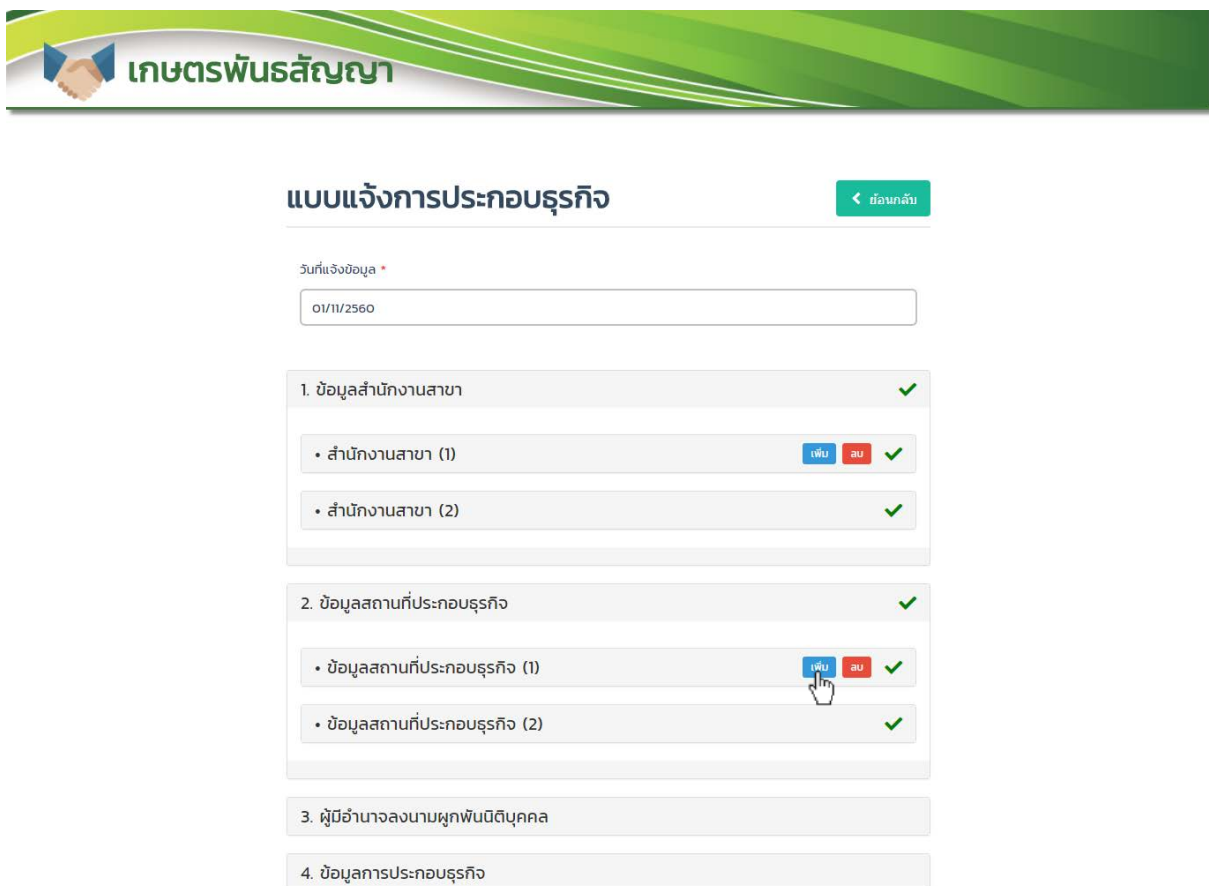 เกษตรพันธสัญญา
แบบแจ้งการประกอบธุรกิจ
ย้อนกลับ
วันที่แจ้งข้อมูล *
01/11/2560
1. ข้อมูลสำนักงานสาขา
• สำนักงานสาขา (1) เพิ่ม ลบ
• สำนักงานสาขา (2)
2. ข้อมูลสถานที่ประกอบธุรกิจ
• ข้อมูลสถานที่ประกอบธุรกิจ (1) เพิ่ม ลบ
• ข้อมูลสถานที่ประกอบธุรกิจ (2)
3. ผู้มีอำนาจลงนามผูกพันนิติบุคคล
4. ข้อมูลการประกอบธุรกิจ